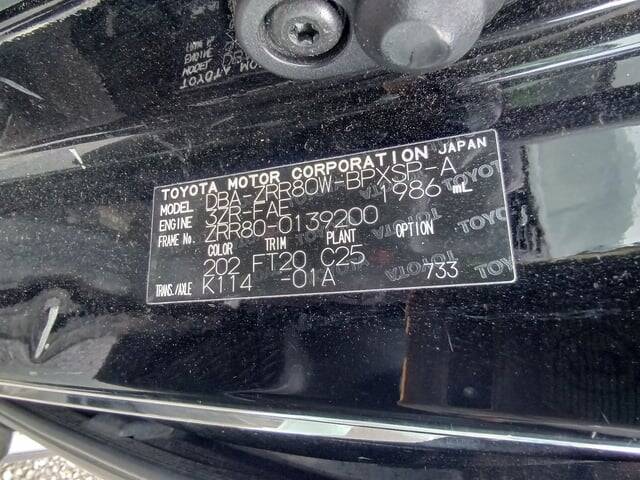 TOYOTA MOTOR CORPORATION JAPAN
MODEL DBA-ZRR80W-BPXSP-A
ENGINE 3ZR-FAE 1986 mL
FRAME No. ZRR80-0139200
COLOR TRIM PLANT OPTION
202 FT20 C25
TRANS./AXLE K114 -01A 733